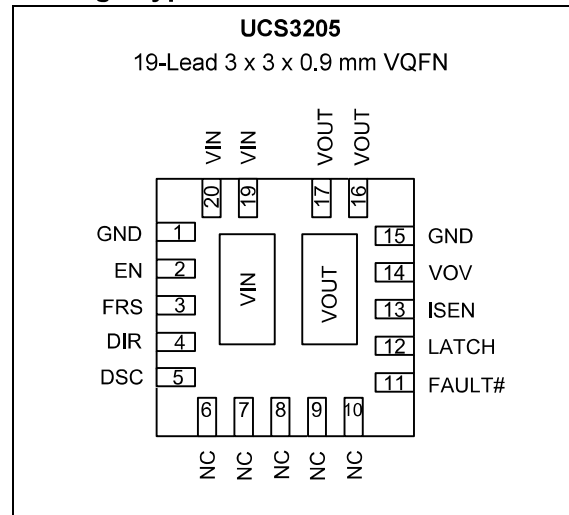 UCS3205
19-Lead 3 x 3 x 0.9 mm VQFN
VIN
VIN
VOUT
VOUT
20
19
17
16
GND 1
EN 2
FRS 3
DIR 4
DSC 5
VIN
VOUT
15 GND
14 VOV
13 ISEN
12 LATCH
11 FAULT#
6
7
8
9
10
NC
NC
NC
NC
NC